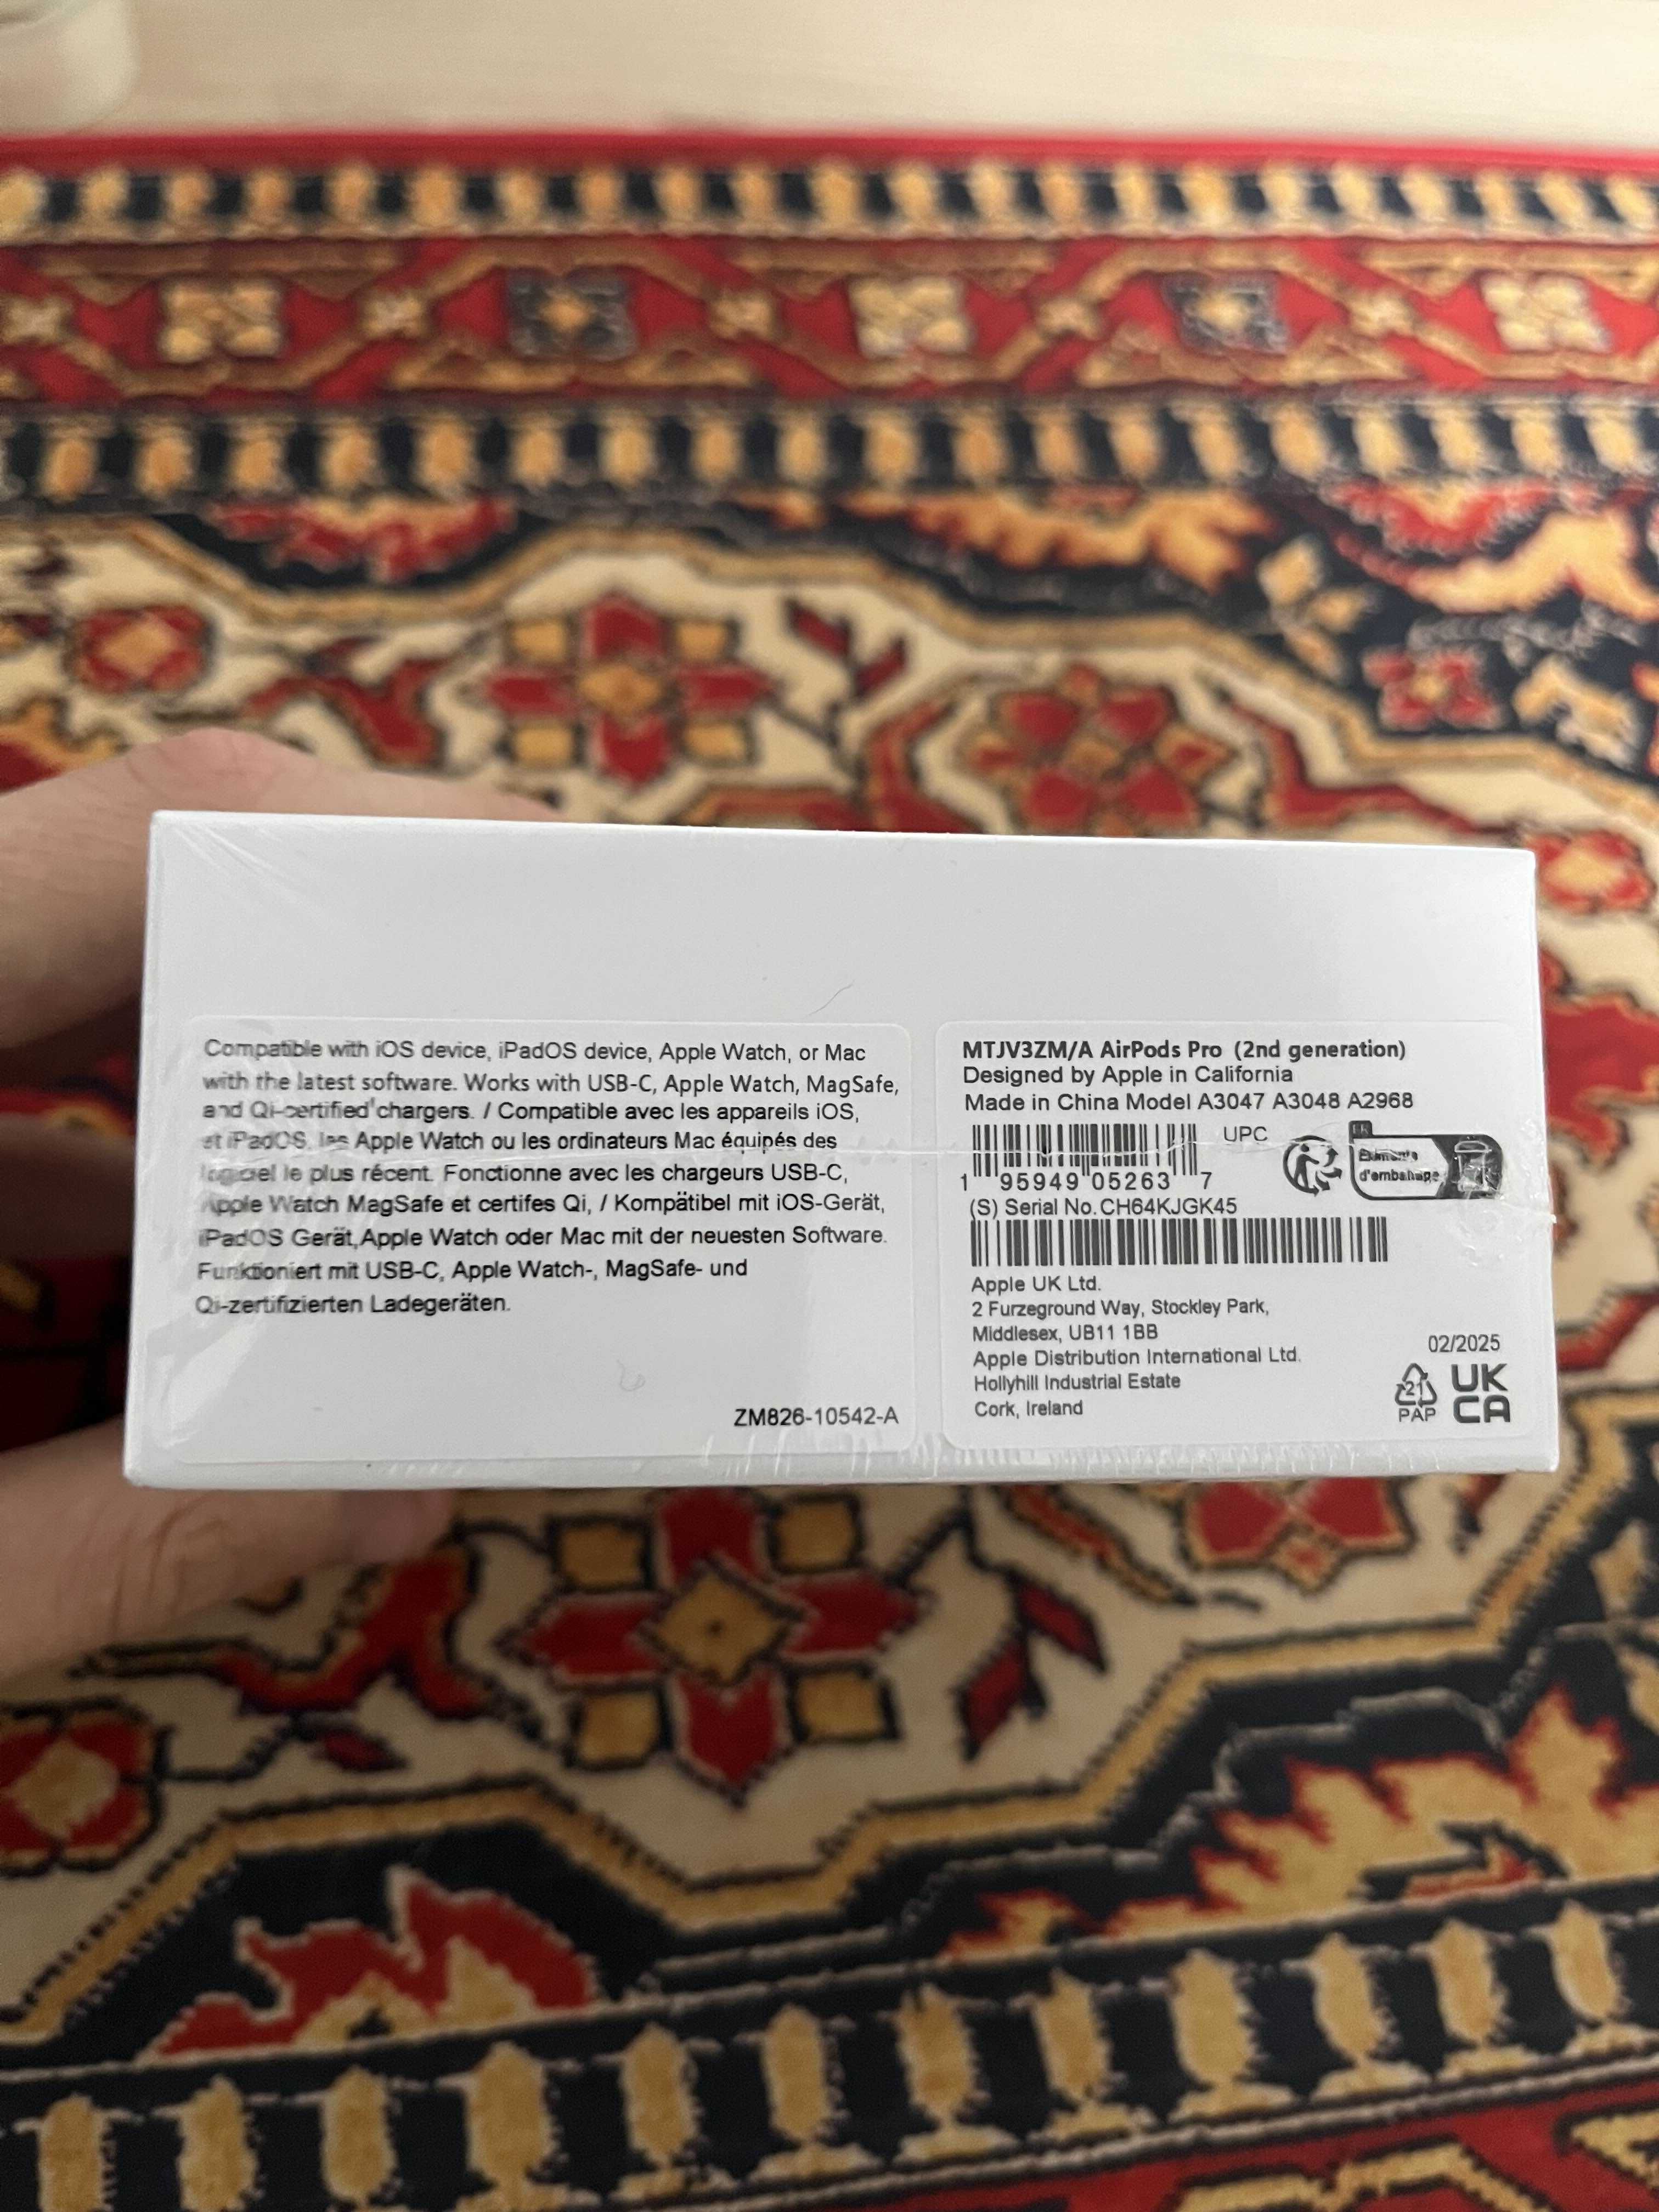 Compatible with iOS device, iPadOS device, Apple Watch, or Mac
with the latest software. Works with USB-C, Apple Watch, MagSafe,
and Qi-certified chargers. / Compatible avec les appareils iOS,
et iPadOS, les Apple Watch ou les ordinateurs Mac équipés des
le plus récent. Fonctionne avec les chargeurs USB-C,
Apple Watch MagSafe et certifes Qi, / Kompätibel mit iOS-Gerät,
iPadOS Gerät,Apple Watch oder Mac mit der neuesten Software.
Funktioniert mit USB-C, Apple Watch-, MagSafe- und
Qi-zertifizierten Ladegeräten.
ZM826-10542-A
MTJV3ZM/A AirPods Pro (2nd generation)
Designed by Apple in California
Made in China Model A3047 A3048 A2968
UPC
1 95949 05263 7
FR
d'emballage
(S) Serial No.CH64KJGK45
Apple UK Ltd.
2 Furzeground Way, Stockley Park,
Middlesex, UB11 1BB
Apple Distribution International Ltd.
Hollyhill Industrial Estate
Cork, Ireland
02/2025
21
PAP
UK
CA